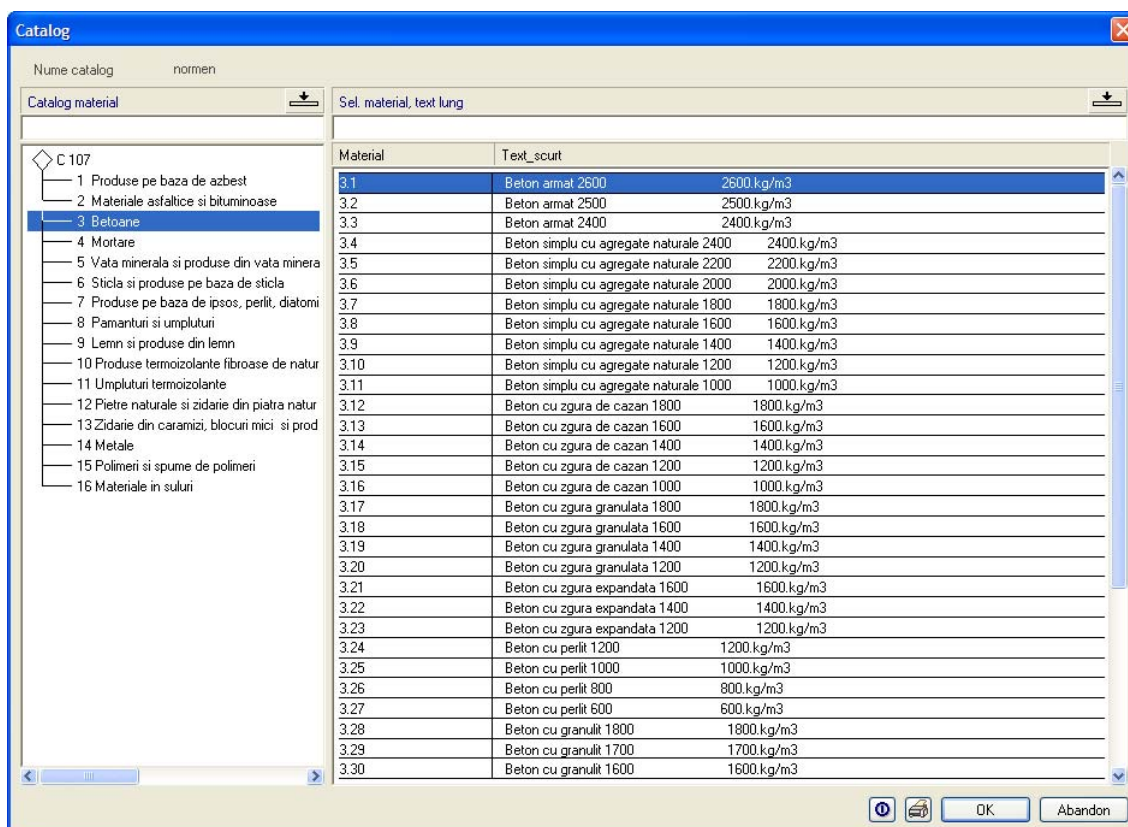 Catalog
Nume catalog normen
Catalog material
Sel. material, text lung
C 107
1 Produse pe baza de azbest
2 Materiale asfaltice si bituminoase
3 Betoane
4 Mortare
5 Vata minerala si produse din vata minera
6 Sticla si produse pe baza de sticla
7 Produse pe baza de ipsos, perlit, diatomi
8 Pamanturi si umpluturi
9 Lemn si produse din lemn
10 Produse termoizolante fibroase de natur
11 Umpluturi termoizolante
12 Pietre naturale si zidarie din piatra natur
13 Zidarie din caramizi, blocuri mici si prod
14 Metale
15 Polimeri si spume de polimeri
16 Materiale in suluri
Material Text_scurt
3.1 Beton armat 2600 2600.kg/m3
3.2 Beton armat 2500 2500.kg/m3
3.3 Beton armat 2400 2400.kg/m3
3.4 Beton simplu cu agregate naturale 2400 2400.kg/m3
3.5 Beton simplu cu agregate naturale 2200 2200.kg/m3
3.6 Beton simplu cu agregate naturale 2000 2000.kg/m3
3.7 Beton simplu cu agregate naturale 1800 1800.kg/m3
3.8 Beton simplu cu agregate naturale 1600 1600.kg/m3
3.9 Beton simplu cu agregate naturale 1400 1400.kg/m3
3.10 Beton simplu cu agregate naturale 1200 1200.kg/m3
3.11 Beton simplu cu agregate naturale 1000 1000.kg/m3
3.12 Beton cu zgura de cazan 1800 1800.kg/m3
3.13 Beton cu zgura de cazan 1600 1600.kg/m3
3.14 Beton cu zgura de cazan 1400 1400.kg/m3
3.15 Beton cu zgura de cazan 1200 1200.kg/m3
3.16 Beton cu zgura de cazan 1000 1000.kg/m3
3.17 Beton cu zgura granulata 1800 1800.kg/m3
3.18 Beton cu zgura granulata 1600 1600.kg/m3
3.19 Beton cu zgura granulata 1400 1400.kg/m3
3.20 Beton cu zgura granulata 1200 1200.kg/m3
3.21 Beton cu zgura expandata 1600 1600.kg/m3
3.22 Beton cu zgura expandata 1400 1400.kg/m3
3.23 Beton cu zgura expandata 1200 1200.kg/m3
3.24 Beton cu perlit 1200 1200.kg/m3
3.25 Beton cu perlit 1000 1000.kg/m3
3.26 Beton cu perlit 800 800.kg/m3
3.27 Beton cu perlit 600 600.kg/m3
3.28 Beton cu granulit 1800 1800.kg/m3
3.29 Beton cu granulit 1700 1700.kg/m3
3.30 Beton cu granulit 1600 1600.kg/m3
OK Abandon